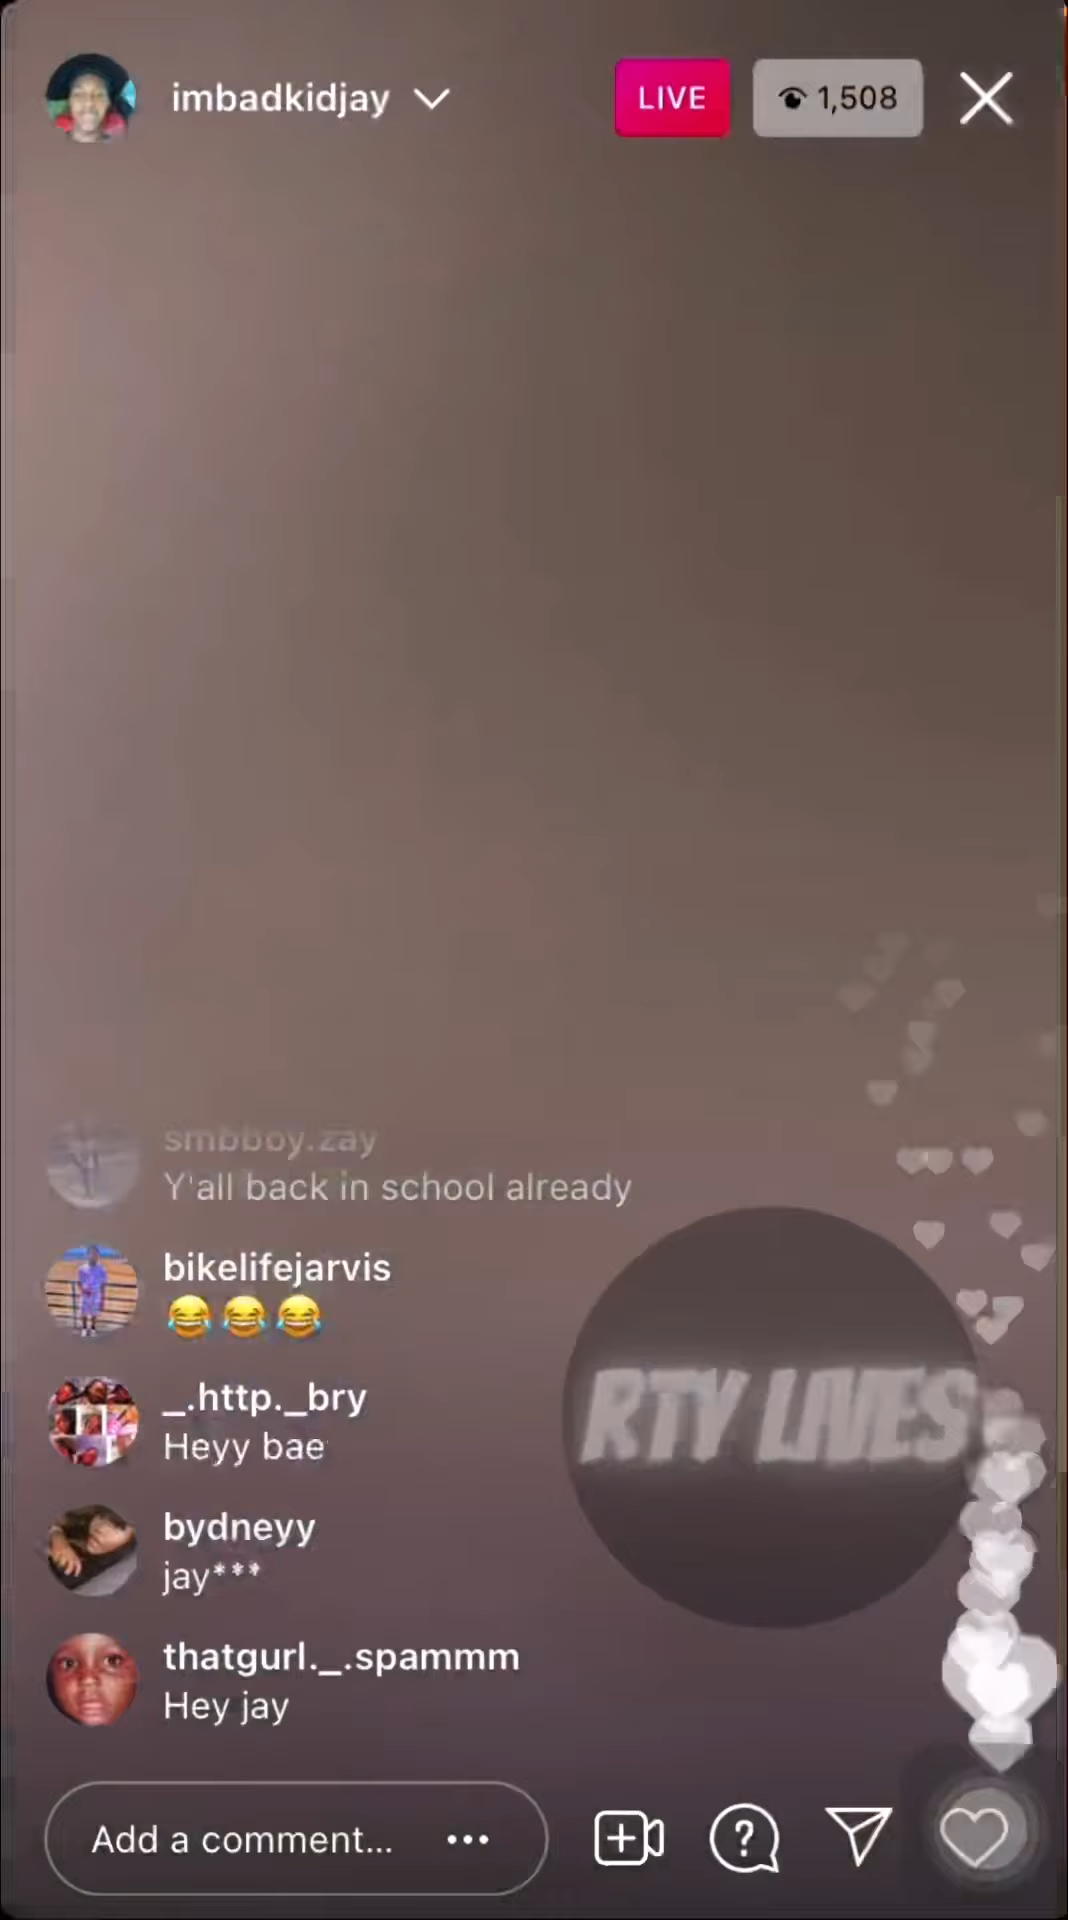 imbadkidjay
LIVE
1,508
smbboy.zay
Y'all back in school already
bikelifejarvis
😂😂😂
_.http._bry
Heyy bae
RTY LIVES
bydneyy
jay***
thatgurl._.spammm
Hey jay
Add a comment...